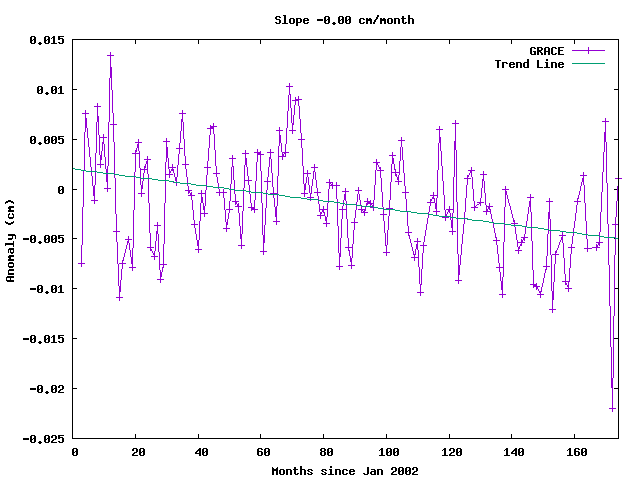 Slope -0.00 cm/month
GRACE
Trend Line
0.015
0.01
0.005
0
-0.005
-0.01
-0.015
-0.02
-0.025
Anomaly (cm)
0 20 40 60 80 100 120 140 160
Months since Jan 2002